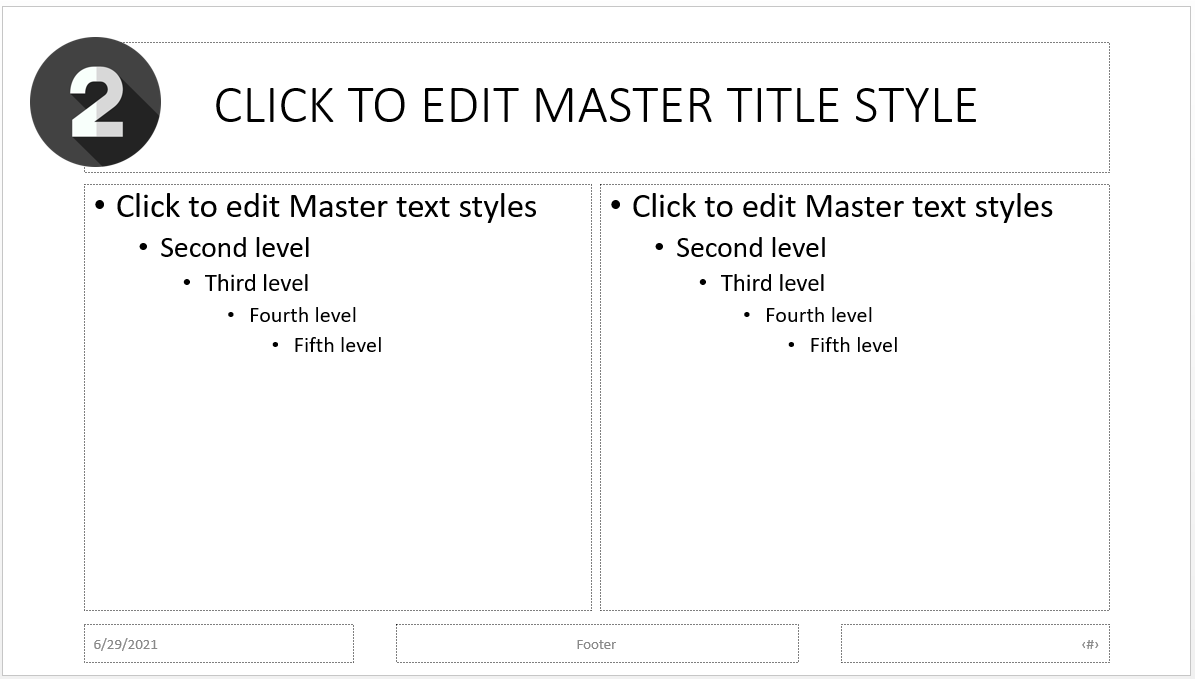 2
CLICK TO EDIT MASTER TITLE STYLE
• Click to edit Master text styles
• Second level
• Third level
• Fourth level
• Fifth level
• Click to edit Master text styles
• Second level
• Third level
• Fourth level
• Fifth level
6/29/2021
Footer
‹#›